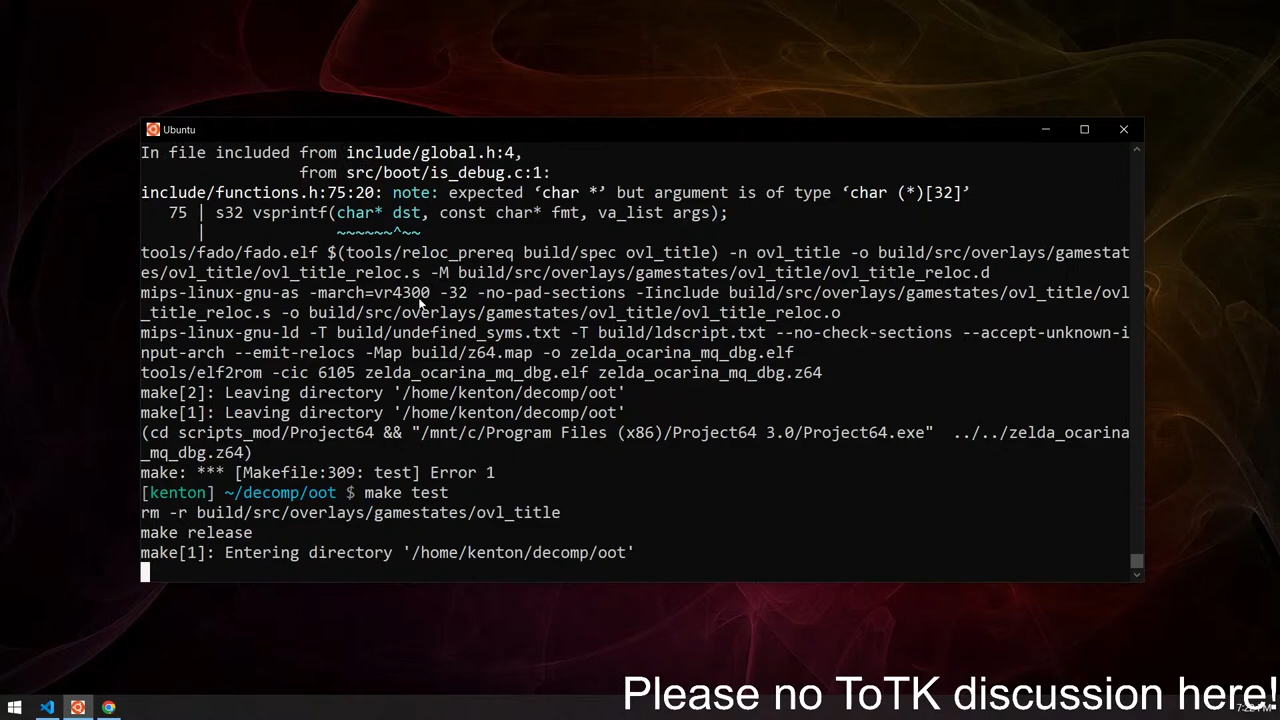 Ubuntu
In file included from include/global.h:4,
from src/boot/is_debug.c:1:
include/functions.h:75:20: note: expected ‘char *’ but argument is of type ‘char (*)[32]’
75 | s32 vsprintf(char* dst, const char* fmt, va_list args);
| ~~~~~~^~~
tools/fado/fado.elf $(tools/reloc_prereq build/spec ovl_title) -n ovl_title -o build/src/overlays/gamestat
es/ovl_title/ovl_title_reloc.s -M build/src/overlays/gamestates/ovl_title/ovl_title_reloc.d
mips-linux-gnu-as -march=vr4300 -32 -no-pad-sections -Iinclude build/src/overlays/gamestates/ovl_title/ovl
_title_reloc.s -o build/src/overlays/gamestates/ovl_title/ovl_title_reloc.o
mips-linux-gnu-ld -T build/undefined_syms.txt -T build/ldscript.txt --no-check-sections --accept-unknown-i
nput-arch --emit-relocs -Map build/z64.map -o zelda_ocarina_mq_dbg.elf
tools/elf2rom -cic 6105 zelda_ocarina_mq_dbg.elf zelda_ocarina_mq_dbg.z64
make[2]: Leaving directory '/home/kenton/decomp/oot'
make[1]: Leaving directory '/home/kenton/decomp/oot'
(cd scripts_mod/Project64 && "/mnt/c/Program Files (x86)/Project64 3.0/Project64.exe" ../../zelda_ocarina
_mq_dbg.z64)
make: *** [Makefile:309: test] Error 1
[kenton] ~/decomp/oot $ make test
rm -r build/src/overlays/gamestates/ovl_title
make release
make[1]: Entering directory '/home/kenton/decomp/oot'
Please no ToTK discussion here!